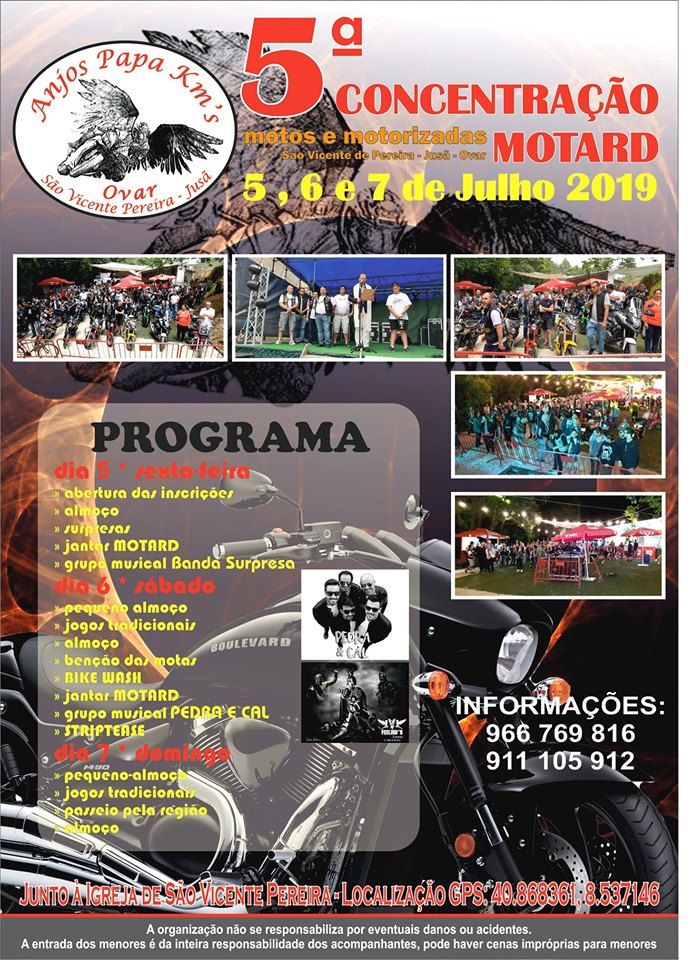 Anjos Papa Km's
Ovar
São Vicente Pereira - Jusã
5ª
CONCENTRAÇÃO
motos e motorizadas
São Vicente de Pereira - Jusã - Ovar
MOTARD
5 , 6 e 7 de Julho 2019
PROGRAMA
dia 5 * sexta-feira
» abertura das inscrições
» almoço
» surpresas
» jantar MOTARD
» grupo musical Banda Surpresa
dia 6 * sábado
» pequeno almoço
» jogos tradicionais
» almoço
» benção das motas
» BIKE WASH
» jantar MOTARD
» grupo musical PEDRA E CAL
» STRIPTEASE
dia 7 * domingo
» pequeno-almoço
» jogos tradicionais
» passeio pela região
» almoço
PEDRA
& CAL
FEELING'S
BOULEVARD
M90
INFORMAÇÕES:
966 769 816
911 105 912
JUNTO À IGREJA DE SÃO VICENTE PEREIRA - LOCALIZAÇÃO GPS: 40.868361, 8.537146
A organização não se responsabiliza por eventuais danos ou acidentes.
A entrada dos menores é da inteira responsabilidade dos acompanhantes, pode haver cenas impróprias para menores